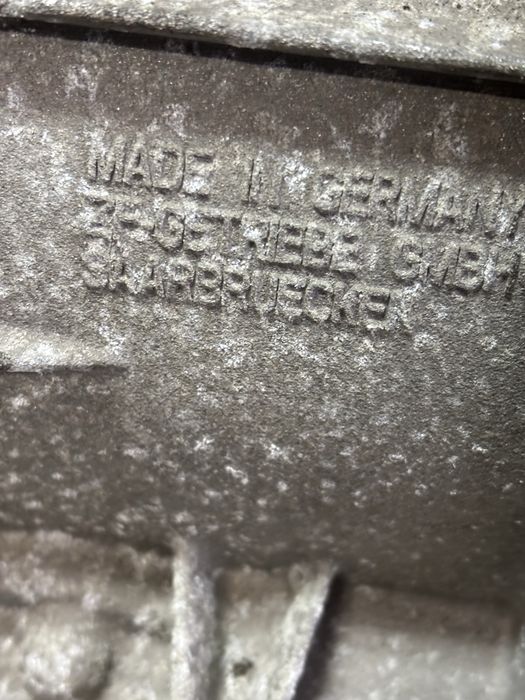 MADE IN GERMANY
ZF-GETRIEBE GMBH
SAARBRUECKEN